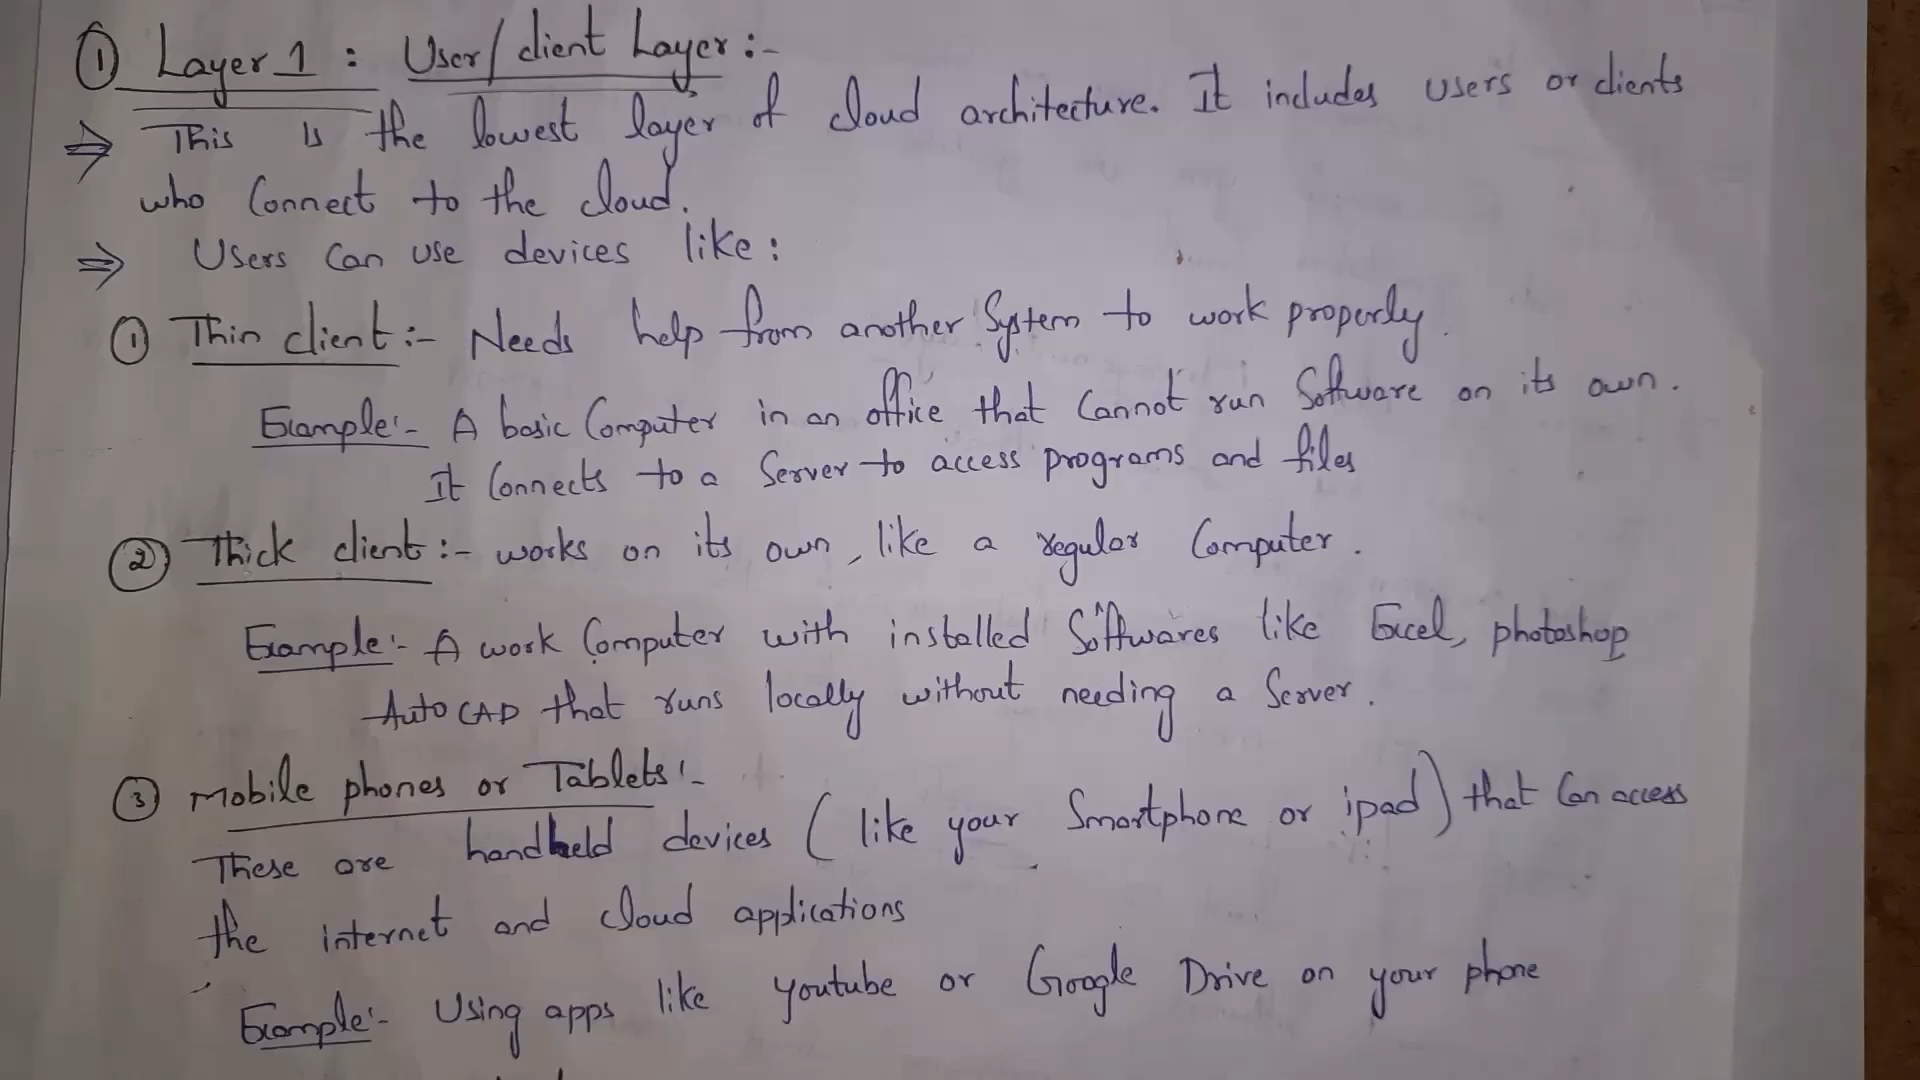 ① Layer 1 : User/client Layer :-
⇒ This is the lowest layer of cloud architecture. It includes users or clients
who Connect to the cloud.
⇒ Users Can use devices like :
① Thin client :- Needs help from another System to work properly.
Example :- A basic Computer in an office that Cannot run Software on its own.
It Connects to a Server to access programs and files
② Thick client :- works on its own, like a regular Computer.
Example :- A work Computer with installed Softwares like Excel, photoshop
AutoCAD that runs locally without needing a Server.
③ Mobile phones or Tablets :-
These are handheld devices (like your Smartphone or ipad) that Can access
the internet and cloud applications
Example :- Using apps like youtube or Google Drive on your phone